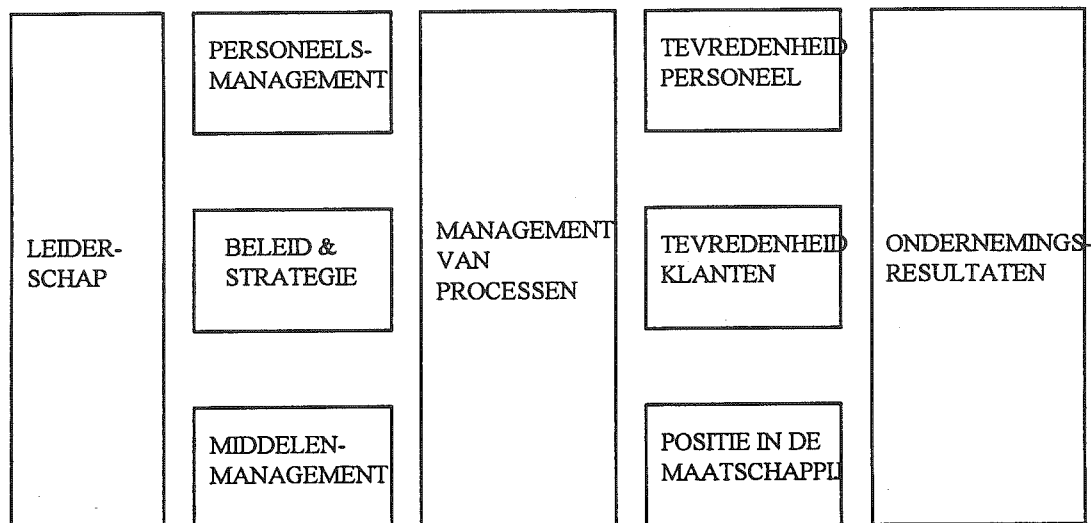 PERSONEELS-
MANAGEMENT
TEVREDENHEID
PERSONEEL
LEIDER-
SCHAP
BELEID &
STRATEGIE
MANAGEMENT
VAN
PROCESSEN
TEVREDENHEID
KLANTEN
ONDERNEMINGS-
RESULTATEN
MIDDELEN-
MANAGEMENT
POSITIE IN DE
MAATSCHAPPIJ